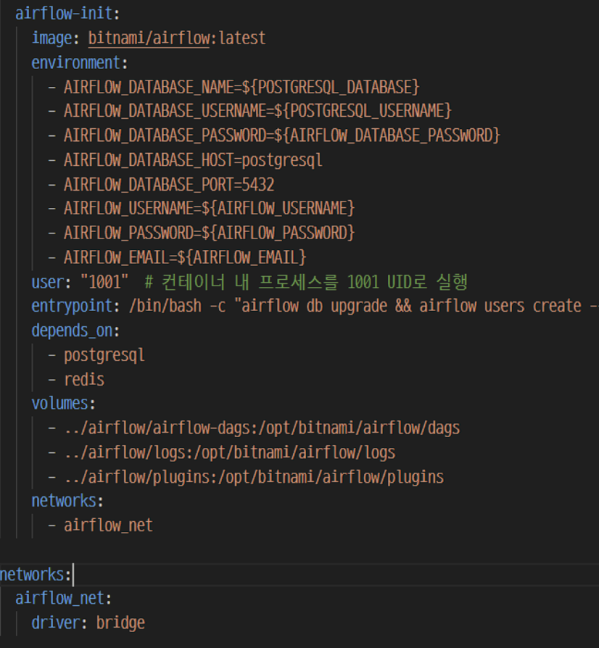 airflow-init:
image: bitnami/airflow:latest
environment:
- AIRFLOW_DATABASE_NAME=${POSTGRESQL_DATABASE}
- AIRFLOW_DATABASE_USERNAME=${POSTGRESQL_USERNAME}
- AIRFLOW_DATABASE_PASSWORD=${AIRFLOW_DATABASE_PASSWORD}
- AIRFLOW_DATABASE_HOST=postgresql
- AIRFLOW_DATABASE_PORT=5432
- AIRFLOW_USERNAME=${AIRFLOW_USERNAME}
- AIRFLOW_PASSWORD=${AIRFLOW_PASSWORD}
- AIRFLOW_EMAIL=${AIRFLOW_EMAIL}
user: "1001" # 컨테이너 내 프로세스를 1001 UID로 실행
entrypoint: /bin/bash -c "airflow db upgrade && airflow users create -
depends_on:
- postgresql
- redis
volumes:
- ../airflow/airflow-dags:/opt/bitnami/airflow/dags
- ../airflow/logs:/opt/bitnami/airflow/logs
- ../airflow/plugins:/opt/bitnami/airflow/plugins
networks:
- airflow_net
networks:
airflow_net:
driver: bridge